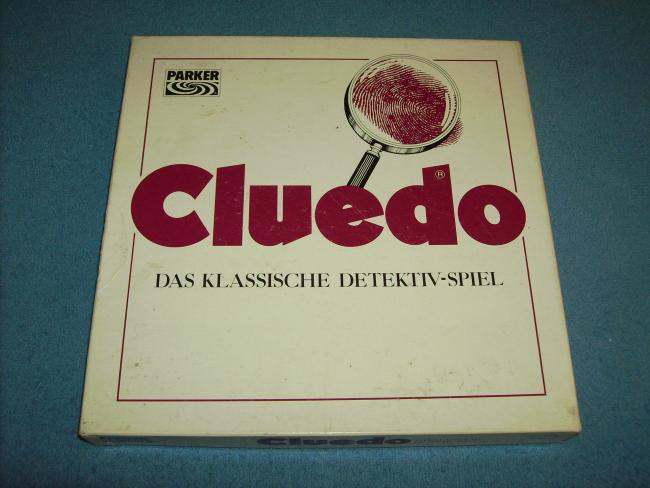 PARKER
Cluedo®
DAS KLASSISCHE DETEKTIV-SPIEL
Cluedo